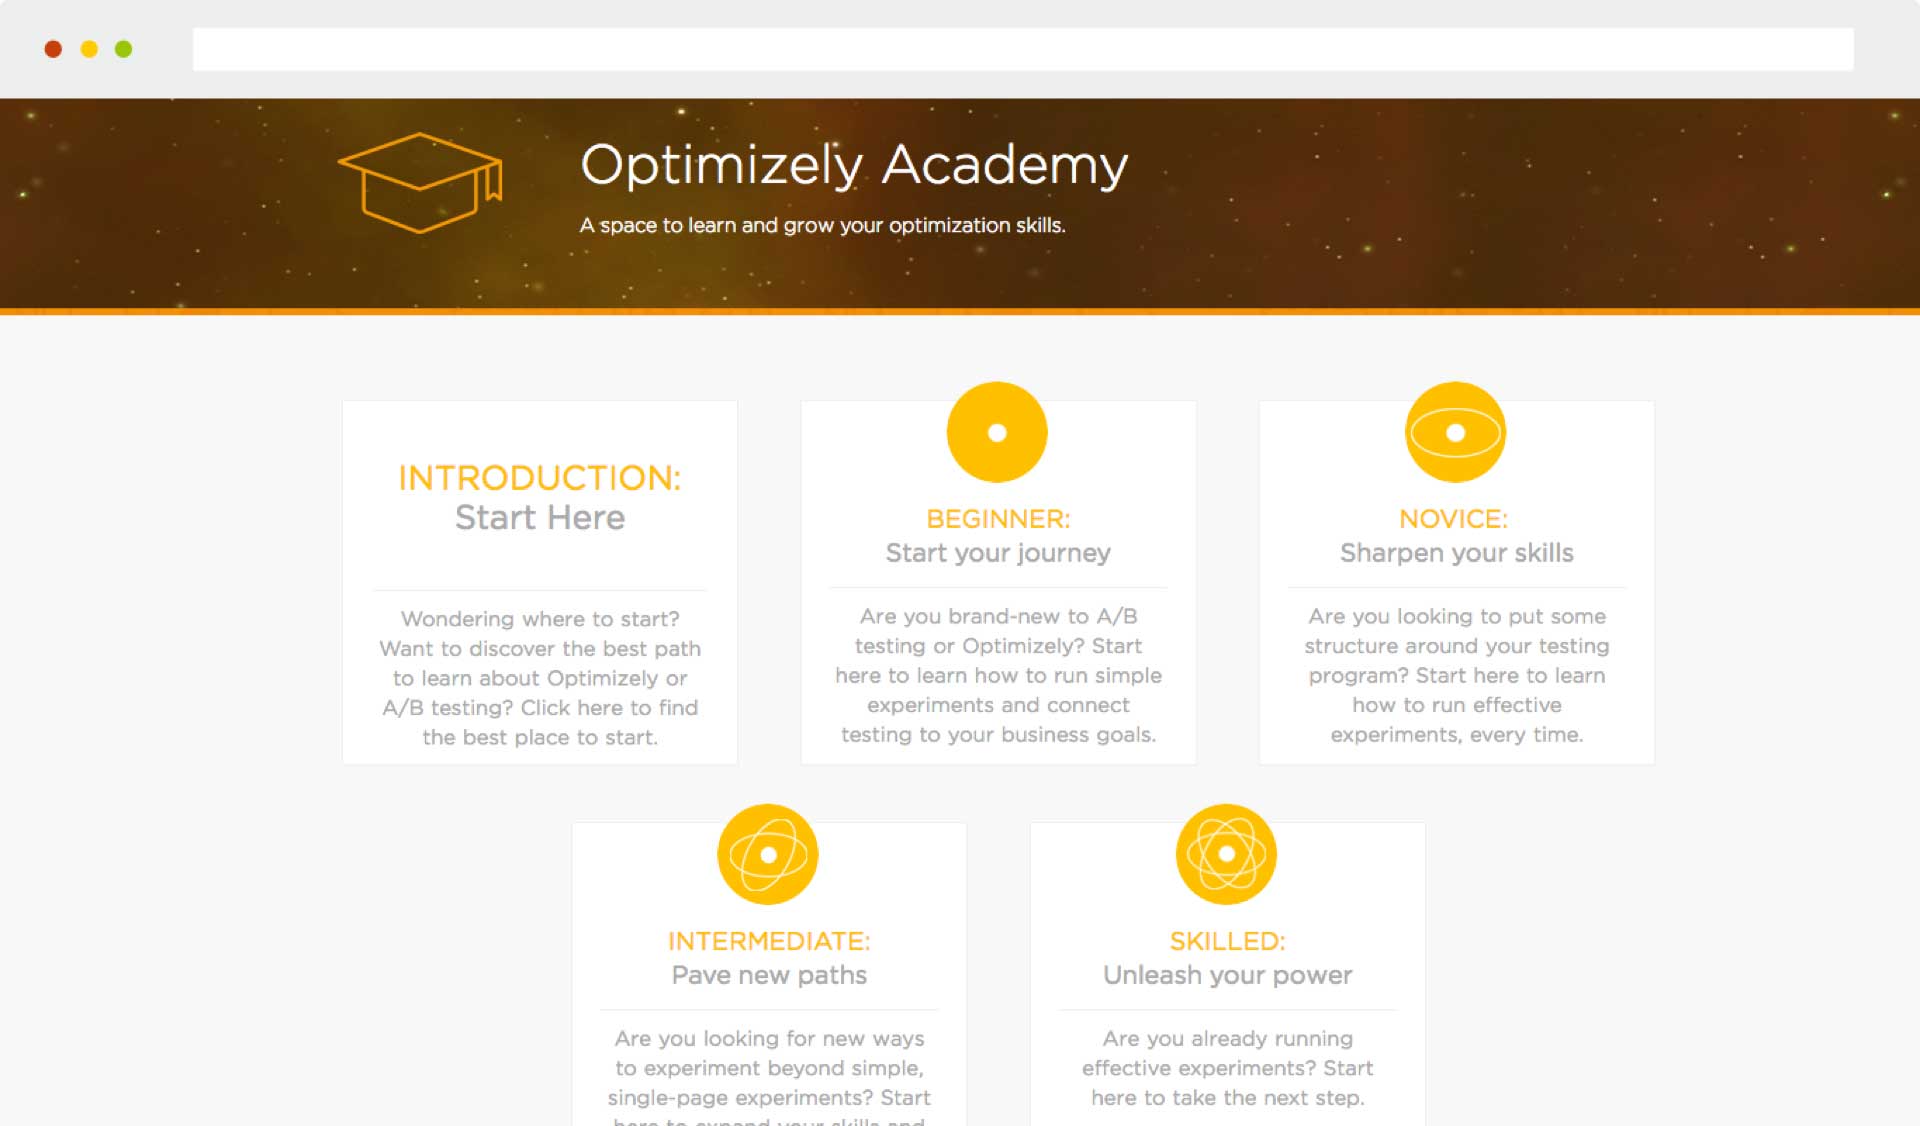 Optimizely Academy
A space to learn and grow your optimization skills.
INTRODUCTION:
Start Here
Wondering where to start?
Want to discover the best path
to learn about Optimizely or
A/B testing? Click here to find
the best place to start.
BEGINNER:
Start your journey
Are you brand-new to A/B
testing or Optimizely? Start
here to learn how to run simple
experiments and connect
testing to your business goals.
NOVICE:
Sharpen your skills
Are you looking to put some
structure around your testing
program? Start here to learn
how to run effective
experiments, every time.
INTERMEDIATE:
Pave new paths
Are you looking for new ways
to experiment beyond simple,
single-page experiments? Start
here to expand your skills and
SKILLED:
Unleash your power
Are you already running
effective experiments? Start
here to take the next step.